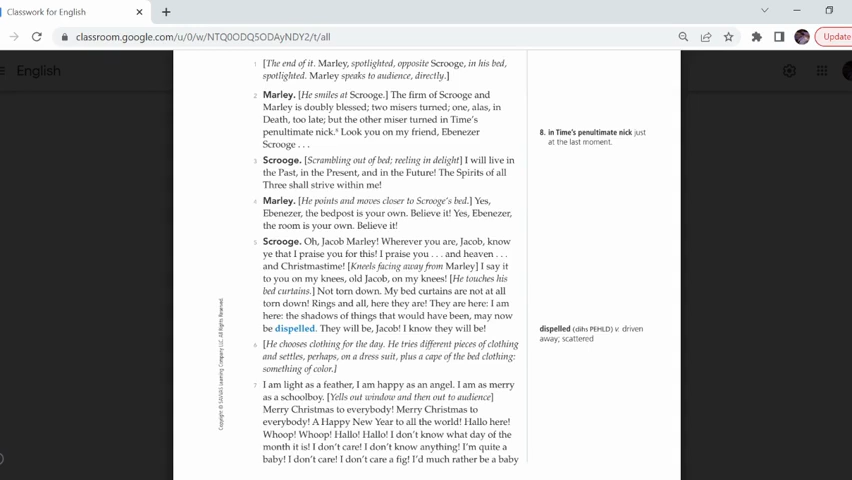 Classwork for English
classroom.google.com/u/0/w/NTQ0ODQ5ODAyNDY2/t/all
Update
English
1 [The end of it. Marley, spotlighted, opposite Scrooge, in his bed,
spotlighted. Marley speaks to audience, directly.]
2 Marley. [He smiles at Scrooge.] The firm of Scrooge and
Marley is doubly blessed; two misers turned; one, alas, in
Death, too late; but the other miser turned in Time's
penultimate nick.8 Look you on my friend, Ebenezer
Scrooge . . .
8. in Time's penultimate nick just
at the last moment.
3 Scrooge. [Scrambling out of bed; reeling in delight] I will live in
the Past, in the Present, and in the Future! The Spirits of all
Three shall strive within me!
4 Marley. [He points and moves closer to Scrooge's bed.] Yes,
Ebenezer, the bedpost is your own. Believe it! Yes, Ebenezer,
the room is your own. Believe it!
5 Scrooge. Oh, Jacob Marley! Wherever you are, Jacob, know
ye that I praise you for this! I praise you . . . and heaven . . .
and Christmastime! [Kneels facing away from Marley] I say it
to you on my knees, old Jacob, on my knees! [He touches his
bed curtains.] Not torn down. My bed curtains are not at all
torn down! Rings and all, here they are! They are here: I am
here: the shadows of things that would have been, may now
be dispelled. They will be, Jacob! I know they will be!
dispelled (dihs PEHLD) v. driven
away; scattered
6 [He chooses clothing for the day. He tries different pieces of clothing
and settles, perhaps, on a dress suit, plus a cape of the bed clothing:
something of color.]
7 I am light as a feather, I am happy as an angel. I am as merry
as a schoolboy. [Yells out window and then out to audience]
Merry Christmas to everybody! Merry Christmas to
everybody! A Happy New Year to all the world! Hallo here!
Whoop! Whoop! Hallo! Hallo! I don't know what day of the
month it is! I don't care! I don't know anything! I'm quite a
baby! I don't care! I don't care a fig! I'd much rather be a baby
Copyright © SAVVAS Learning Company LLC. All Rights Reserved.